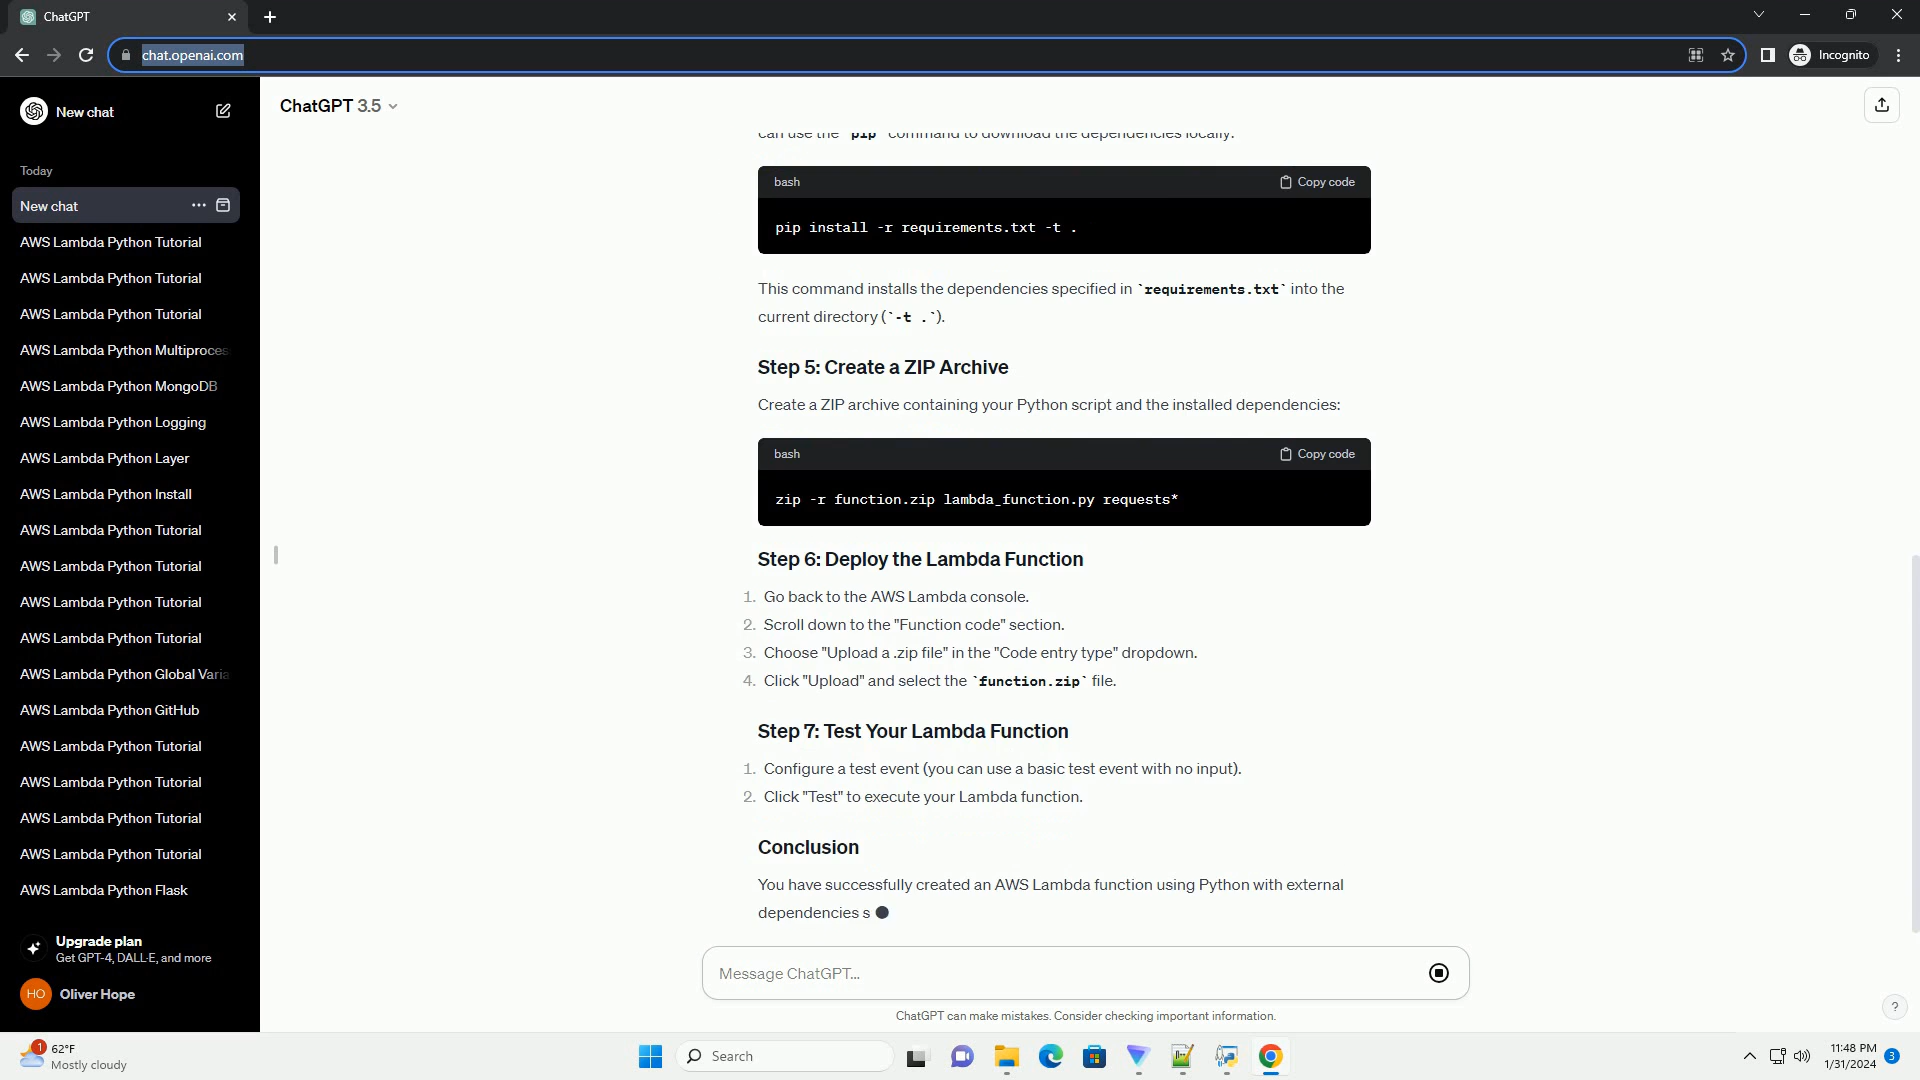 ChatGPT
chat.openai.com
Incognito
New chat
Today
New chat
AWS Lambda Python Tutorial
AWS Lambda Python Tutorial
AWS Lambda Python Tutorial
AWS Lambda Python Multiproces
AWS Lambda Python MongoDB
AWS Lambda Python Logging
AWS Lambda Python Layer
AWS Lambda Python Install
AWS Lambda Python Tutorial
AWS Lambda Python Tutorial
AWS Lambda Python Tutorial
AWS Lambda Python Tutorial
AWS Lambda Python Global Varia
AWS Lambda Python GitHub
AWS Lambda Python Tutorial
AWS Lambda Python Tutorial
AWS Lambda Python Tutorial
AWS Lambda Python Tutorial
AWS Lambda Python Flask
Upgrade plan
Get GPT-4, DALL·E, and more
HO Oliver Hope
ChatGPT 3.5
can use the `pip` command to download the dependencies locally:
bash Copy code
pip install -r requirements.txt -t .
This command installs the dependencies specified in `requirements.txt` into the
current directory (`-t .`).
Step 5: Create a ZIP Archive
Create a ZIP archive containing your Python script and the installed dependencies:
bash Copy code
zip -r function.zip lambda_function.py requests*
Step 6: Deploy the Lambda Function
1. Go back to the AWS Lambda console.
2. Scroll down to the "Function code" section.
3. Choose "Upload a .zip file" in the "Code entry type" dropdown.
4. Click "Upload" and select the `function.zip` file.
Step 7: Test Your Lambda Function
1. Configure a test event (you can use a basic test event with no input).
2. Click "Test" to execute your Lambda function.
Conclusion
You have successfully created an AWS Lambda function using Python with external
dependencies s
Message ChatGPT...
ChatGPT can make mistakes. Consider checking important information.
?
1
62°F
Mostly cloudy
Search
11:48 PM
1/31/2024
3